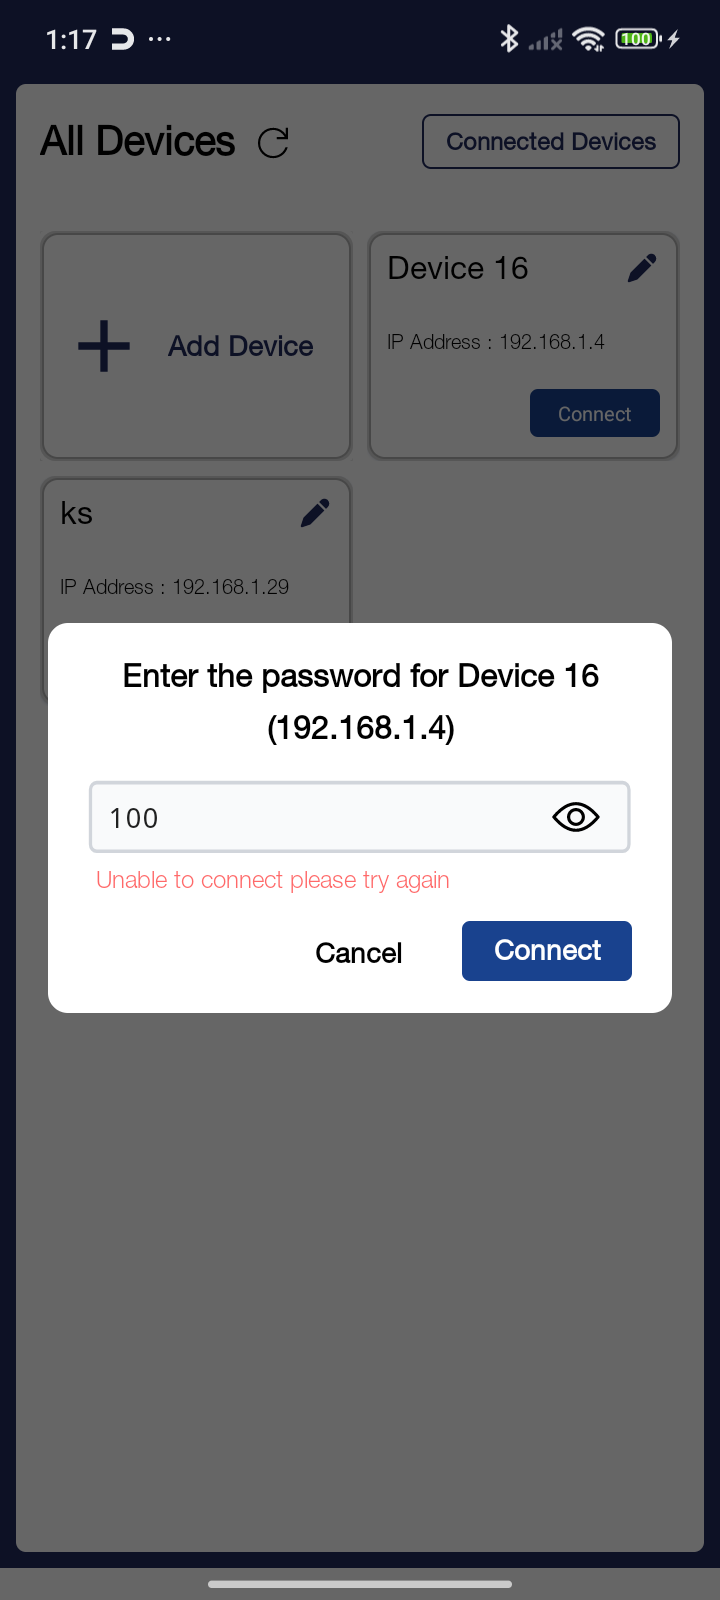 1:17
100
All Devices
Connected Devices
Add Device
Device 16
IP Address : 192.168.1.4
Connect
ks
IP Address : 192.168.1.29
Enter the password for Device 16
(192.168.1.4)
100
Unable to connect please try again
Cancel
Connect